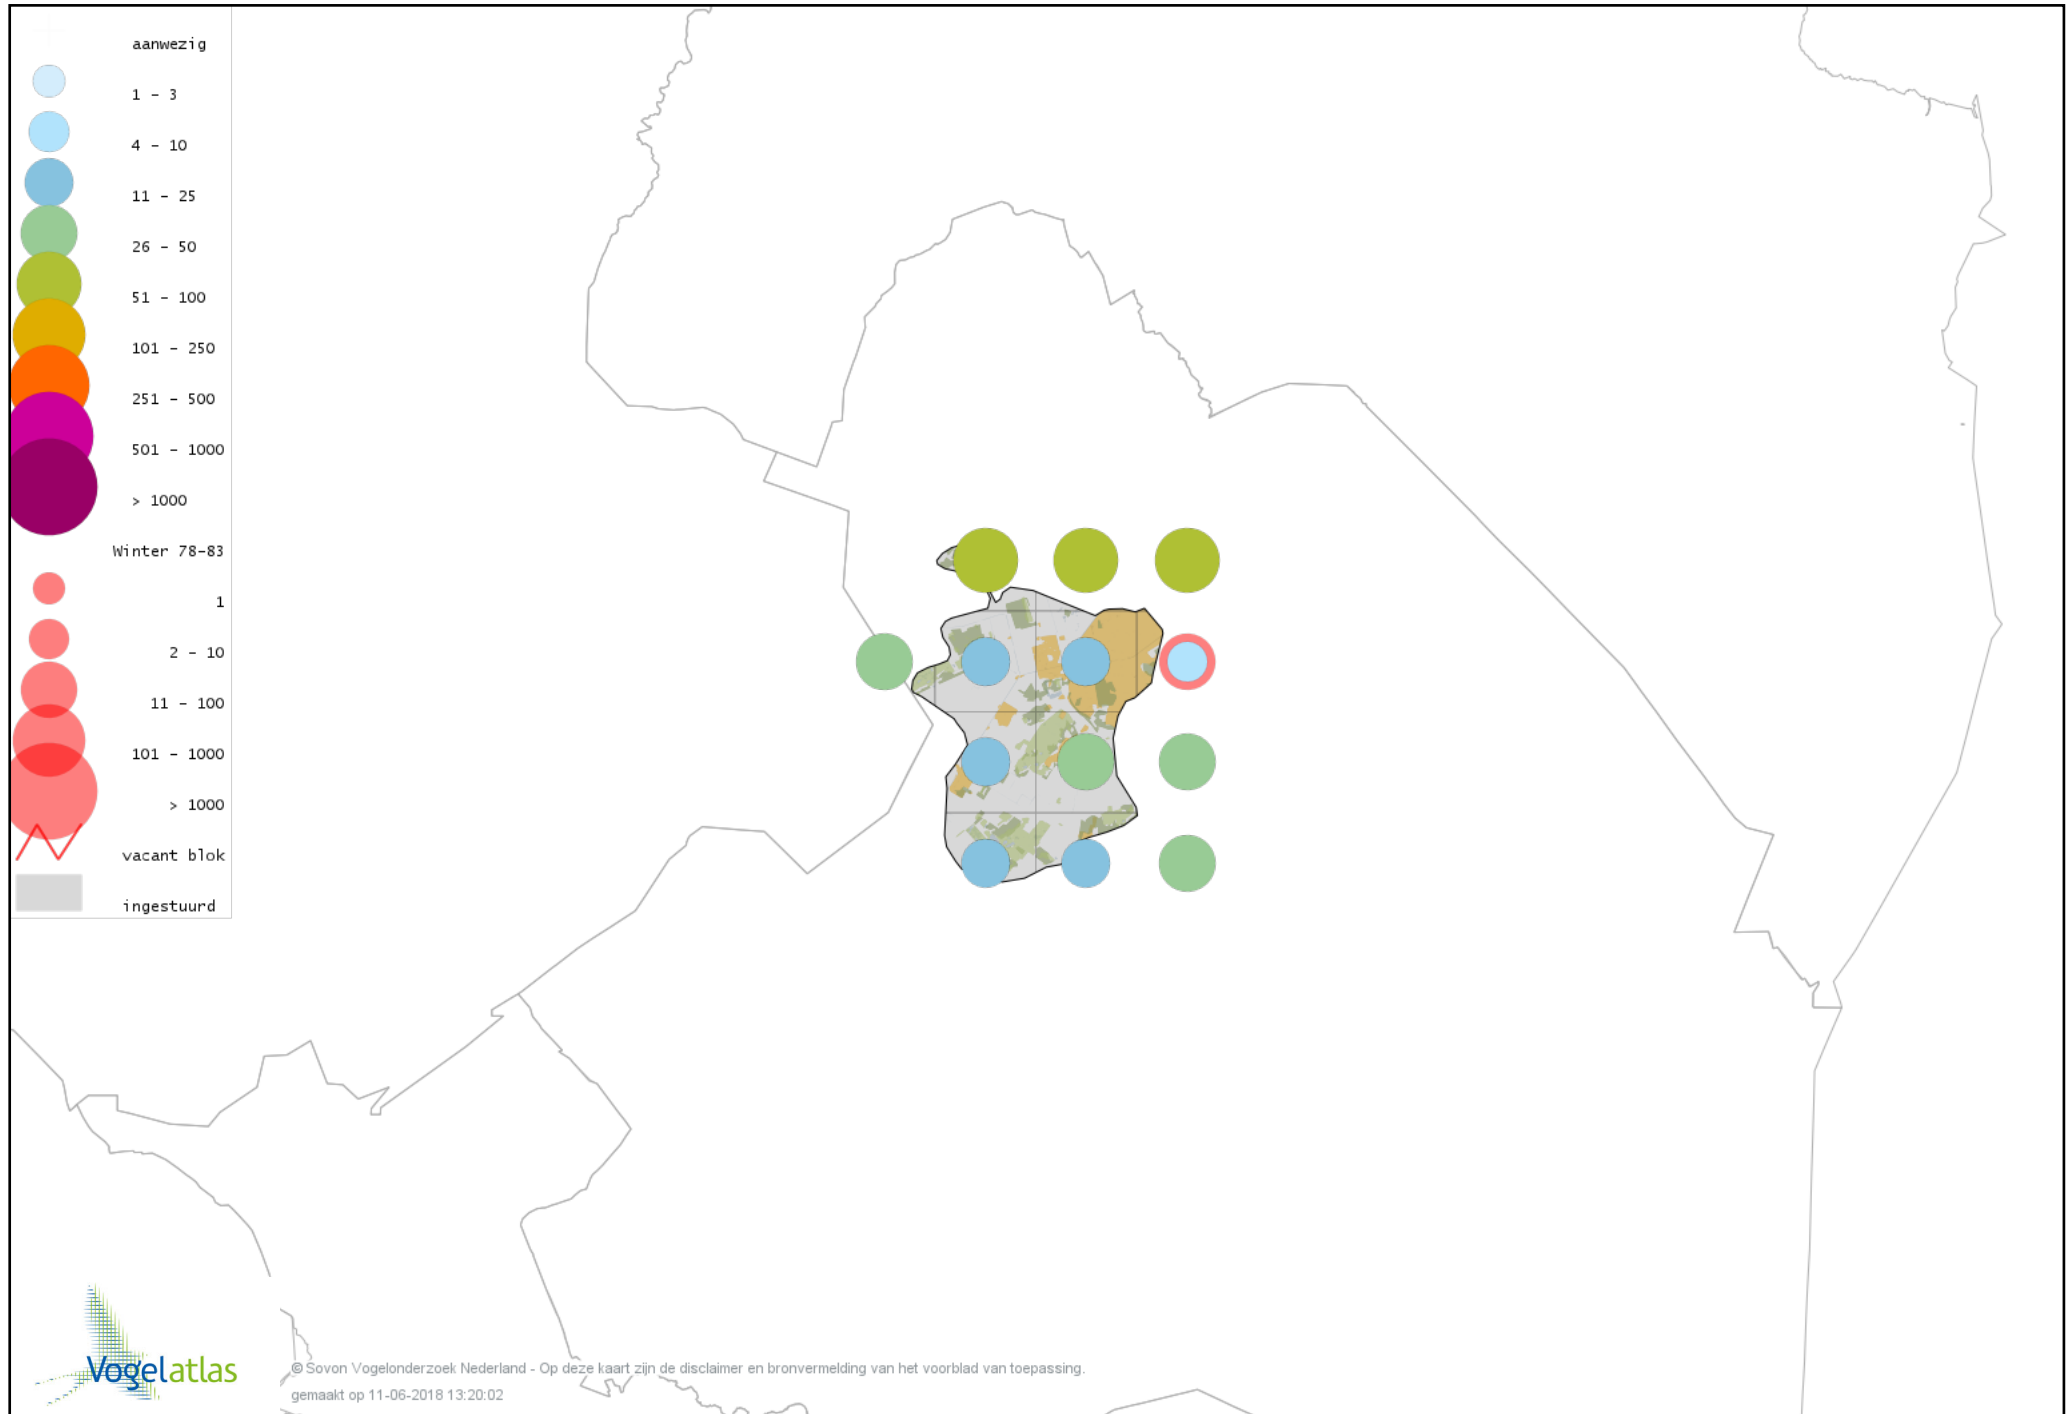 aanwezig
1 - 3
4 - 10
11 - 25
26 - 50
51 - 100
101 - 250
251 - 500
501 - 1000
> 1000
Winter 78-83
1
2 - 10
11 - 100
101 - 1000
> 1000
vacant blok
ingestuurd
Vogelatlas
© Sovon Vogelonderzoek Nederland - Op deze kaart zijn de disclaimer en bronvermelding van het voorblad van toepassing.
gemaakt op 11-06-2018 13:20:02